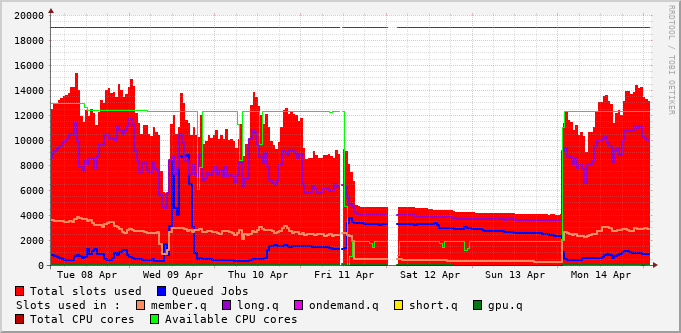 20000
18000
16000
14000
12000
10000
8000
6000
4000
2000
0
Tue 08 Apr Wed 09 Apr Thu 10 Apr Fri 11 Apr Sat 12 Apr Sun 13 Apr Mon 14 Apr
Total slots used Queued Jobs
Slots used in : member.q long.q ondemand.q short.q gpu.q
Total CPU cores Available CPU cores
RRDTOOL / TOBI OETIKER